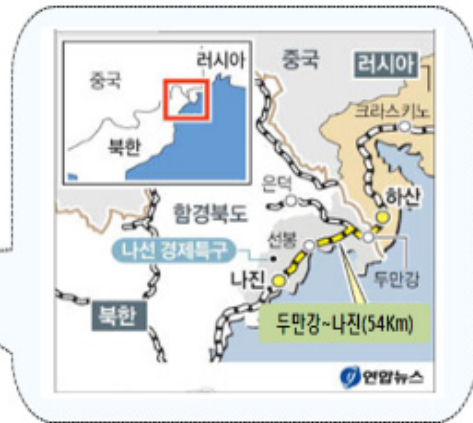 러시아
중국
북한
중국
러시아
크라스키노
은덕
하산
함경북도
나선 경제특구
선봉
나진
두만강
북한
두만강~나진(54Km)
연합뉴스